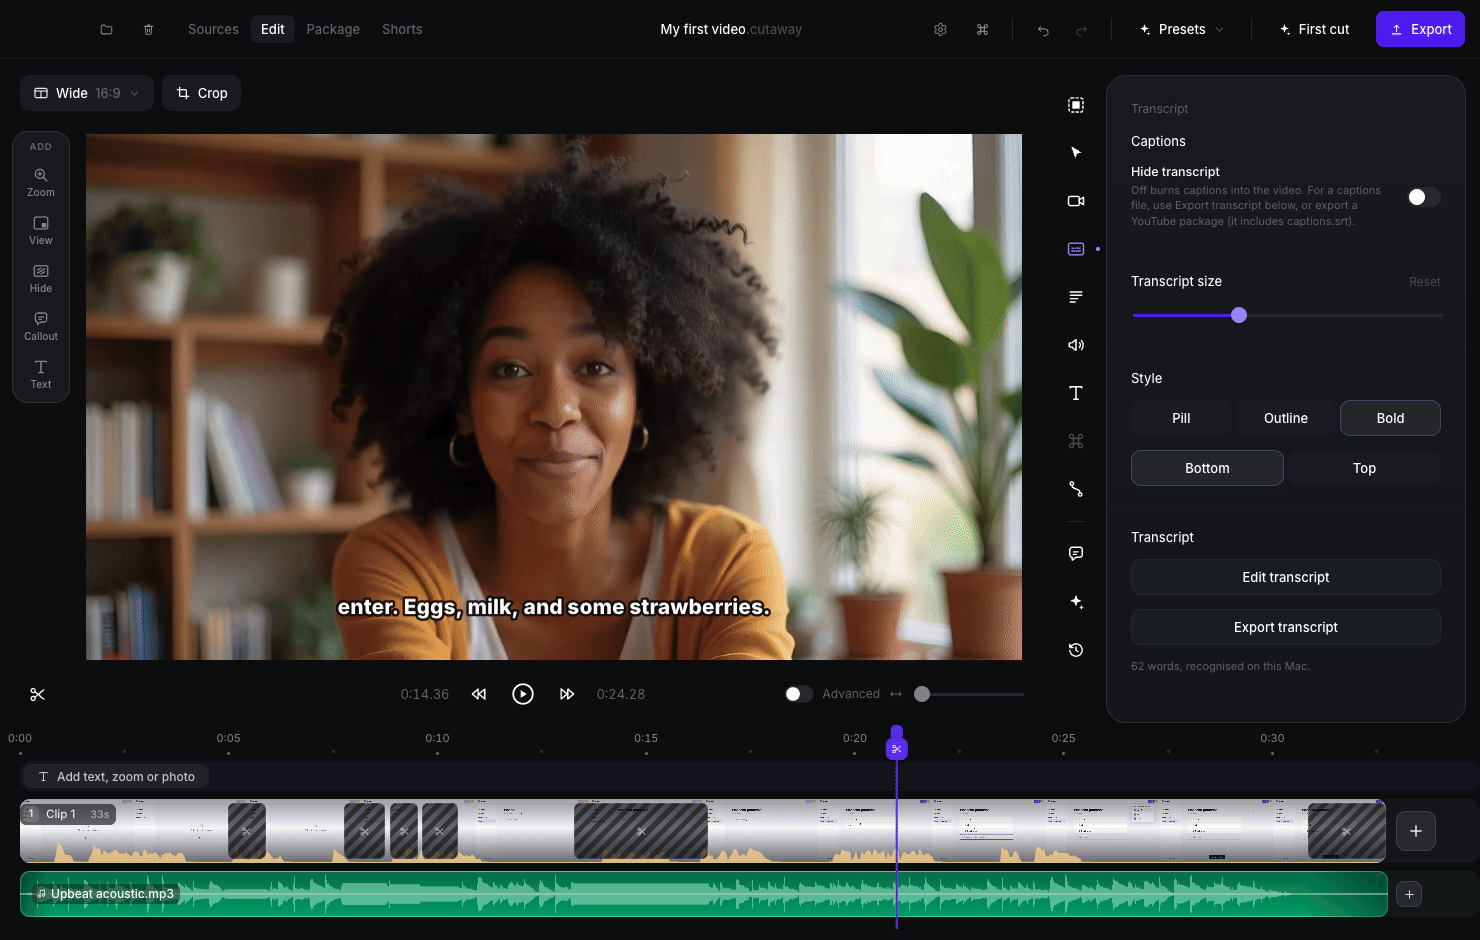 Sources
Edit
Package
Shorts
My first video.cutaway
Presets
First cut
Export
Wide 16:9
Crop
ADD
Zoom
View
Hide
Callout
Text
enter. Eggs, milk, and some strawberries.
Transcript
Captions
Hide transcript
Off burns captions into the video. For a captions
file, use Export transcript below, or export a
YouTube package (it includes captions.srt).
Transcript size
Reset
Style
Pill
Outline
Bold
Bottom
Top
Transcript
Edit transcript
Export transcript
62 words, recognised on this Mac.
0:14.36
0:24.28
Advanced
0:00
0:05
0:10
0:15
0:20
0:25
0:30
Add text, zoom or photo
1 Clip 1 33s
Upbeat acoustic.mp3